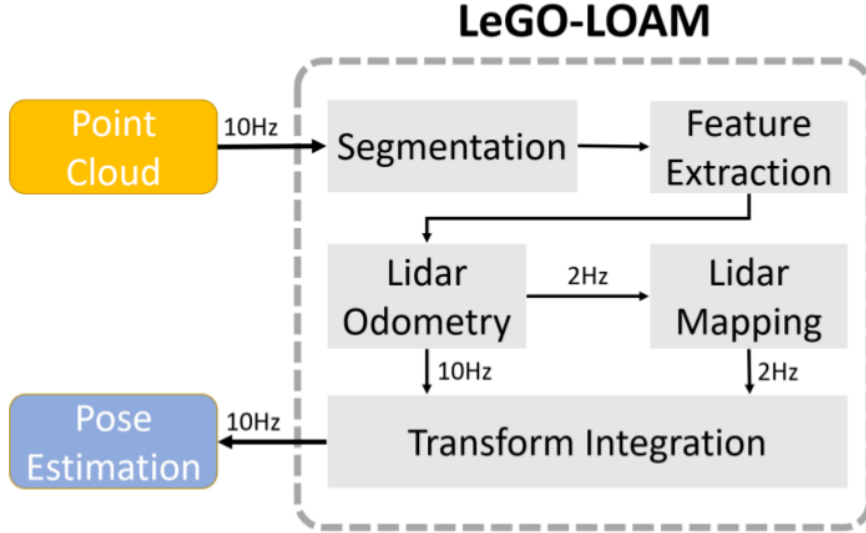 LeGO-LOAM
Point
Cloud
10Hz
Segmentation
Feature
Extraction
Lidar
Odometry
2Hz
Lidar
Mapping
10Hz
2Hz
Pose
Estimation
10Hz
Transform Integration